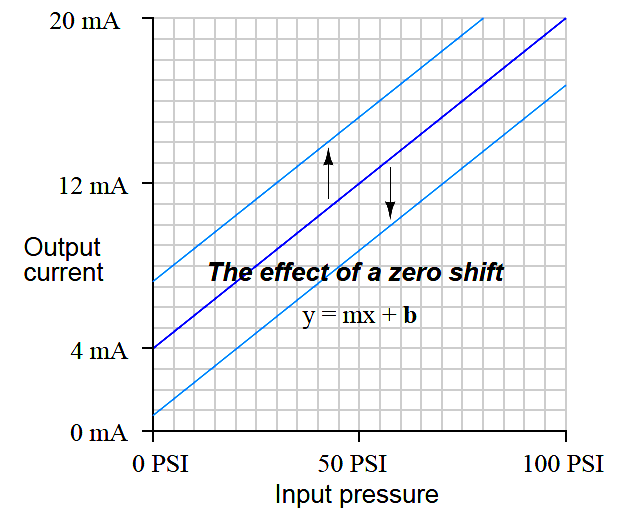 20 mA
12 mA
Output
current
The effect of a zero shift
y = mx + b
4 mA
0 mA
0 PSI
50 PSI
100 PSI
Input pressure